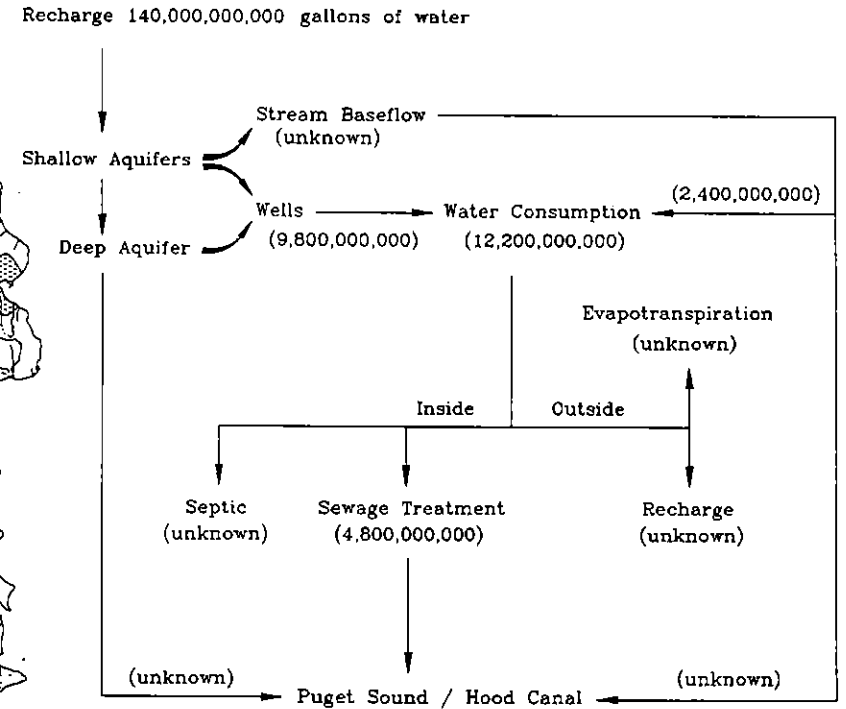 Recharge 140,000,000,000 gallons of water
Stream Baseflow
(unknown)
Shallow Aquifers
(2,400,000,000)
Wells
Water Consumption
(9,800,000,000)
(12,200,000,000)
Deep Aquifer
Evapotranspiration
(unknown)
Inside
Outside
Septic
(unknown)
Sewage Treatment
(4,800,000,000)
Recharge
(unknown)
(unknown)
(unknown)
Puget Sound / Hood Canal